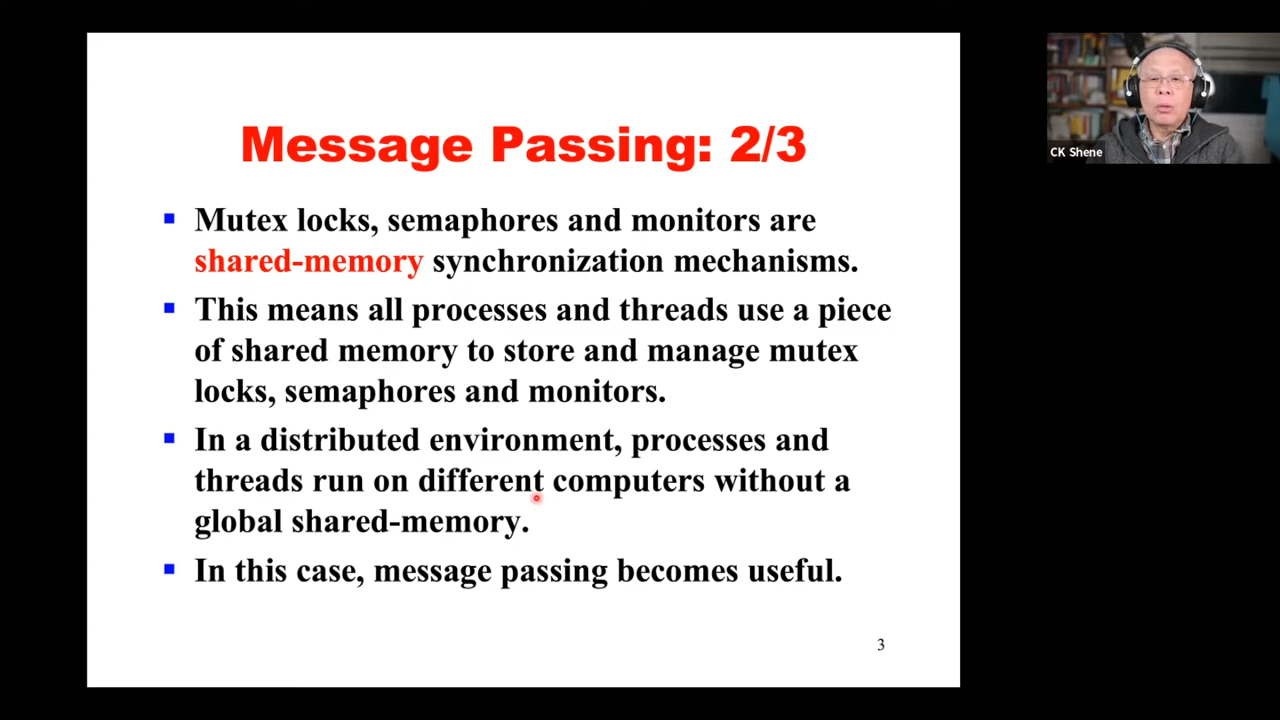 Message Passing: 2/3
Mutex locks, semaphores and monitors are
shared-memory synchronization mechanisms.
This means all processes and threads use a piece
of shared memory to store and manage mutex
locks, semaphores and monitors.
In a distributed environment, processes and
threads run on different computers without a
global shared-memory.
In this case, message passing becomes useful.
3
CK Shene